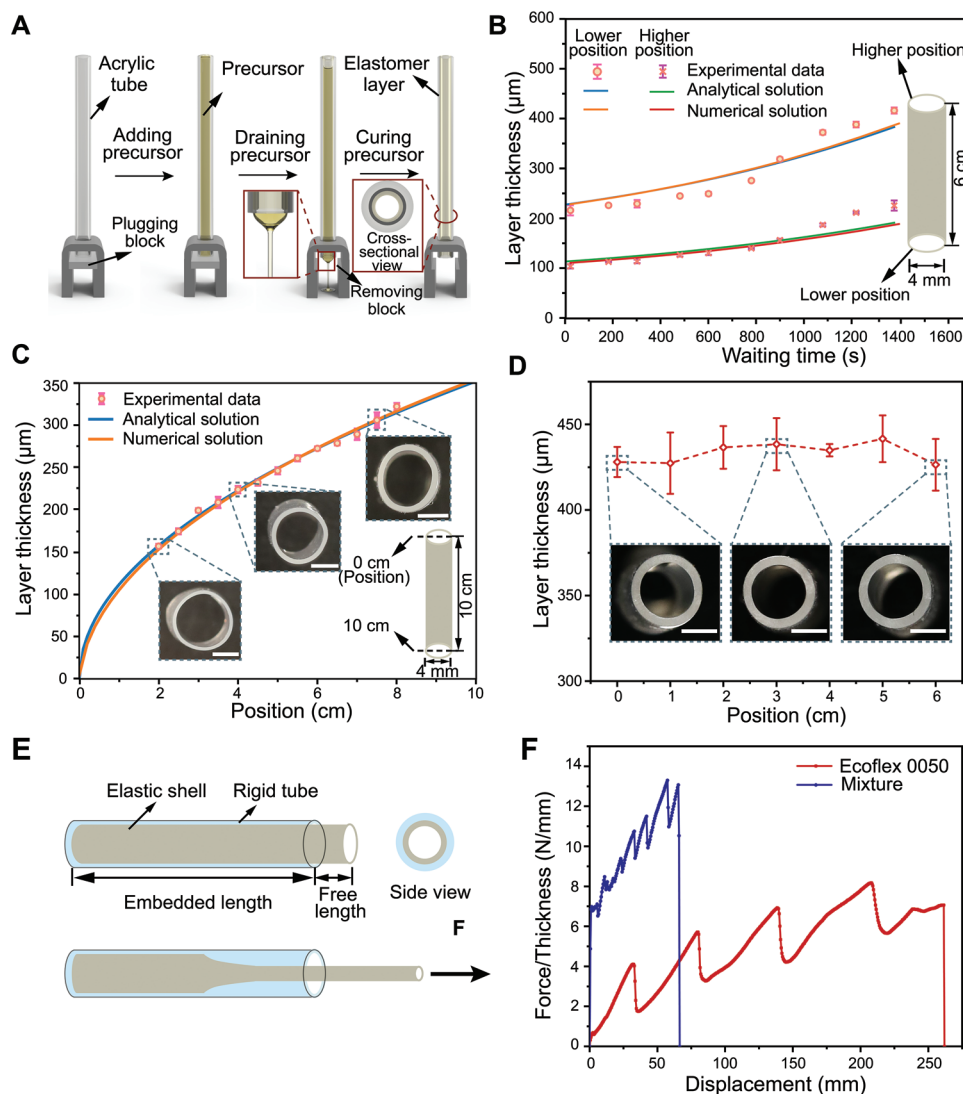 A
Acrylic
tube
Precursor
Elastomer
layer
Adding
precursor
Draining
precursor
Curing
precursor
Plugging
block
Cross-
sectional
view
Removing
block
B
Layer thickness (µm)
600
500
400
300
200
100
0
Lower
position
Higher
position
Experimental data
Analytical solution
Numerical solution
Higher position
6 cm
4 mm
Lower position
0 200 400 600 800 1000 1200 1400 1600
Waiting time (s)
C
Layer thickness (µm)
350
300
250
200
150
100
50
0
Experimental data
Analytical solution
Numerical solution
0 cm
(Position)
10 cm
10 cm
4 mm
0 2 4 6 8 10
Position (cm)
D
Layer thickness (µm)
450
400
350
300
0 1 2 3 4 5 6
Position (cm)
E
Elastic shell
Rigid tube
Embedded length
Free
length
Side view
F
F
Force/Thickness (N/mm)
14
12
10
8
6
4
2
0
Ecoflex 0050
Mixture
0 50 100 150 200 250
Displacement (mm)